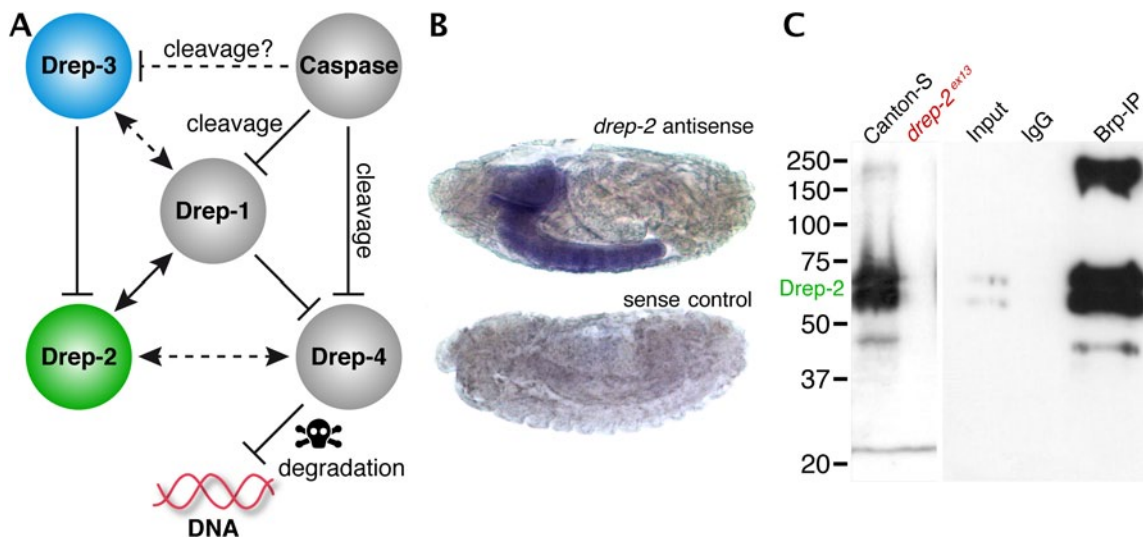 A
Drep-3
cleavage?
Caspase
cleavage
Drep-1
cleavage
Drep-2
Drep-4
degradation
DNA
B
drep-2 antisense
sense control
C
Canton-S
drep-2ex13
Input
IgG
Brp-IP
250
150
100
75
Drep-2
50
37
20